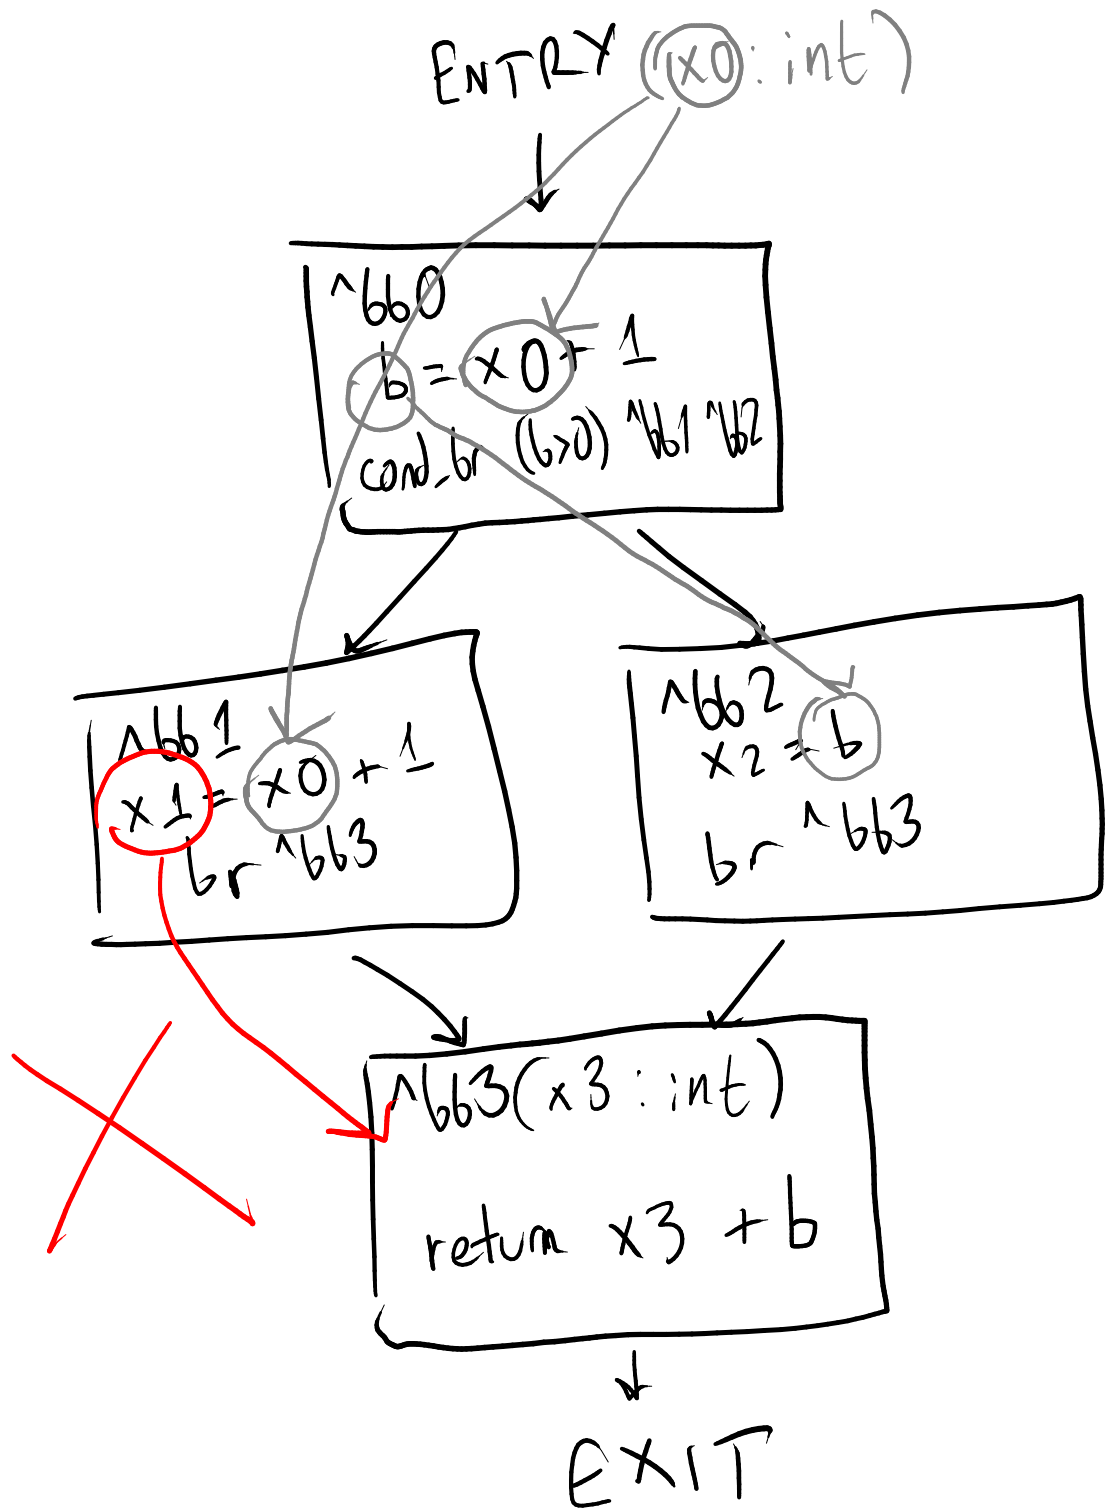 ENTRY (x0: int)
^bb0
b = x0 + 1
cond_br (b>0) ^bb1 ^bb2
^bb1
x1 = x0 + 1
br ^bb3
^bb2
x2 = b
br ^bb3
^bb3(x3: int)
return x3 + b
EXIT